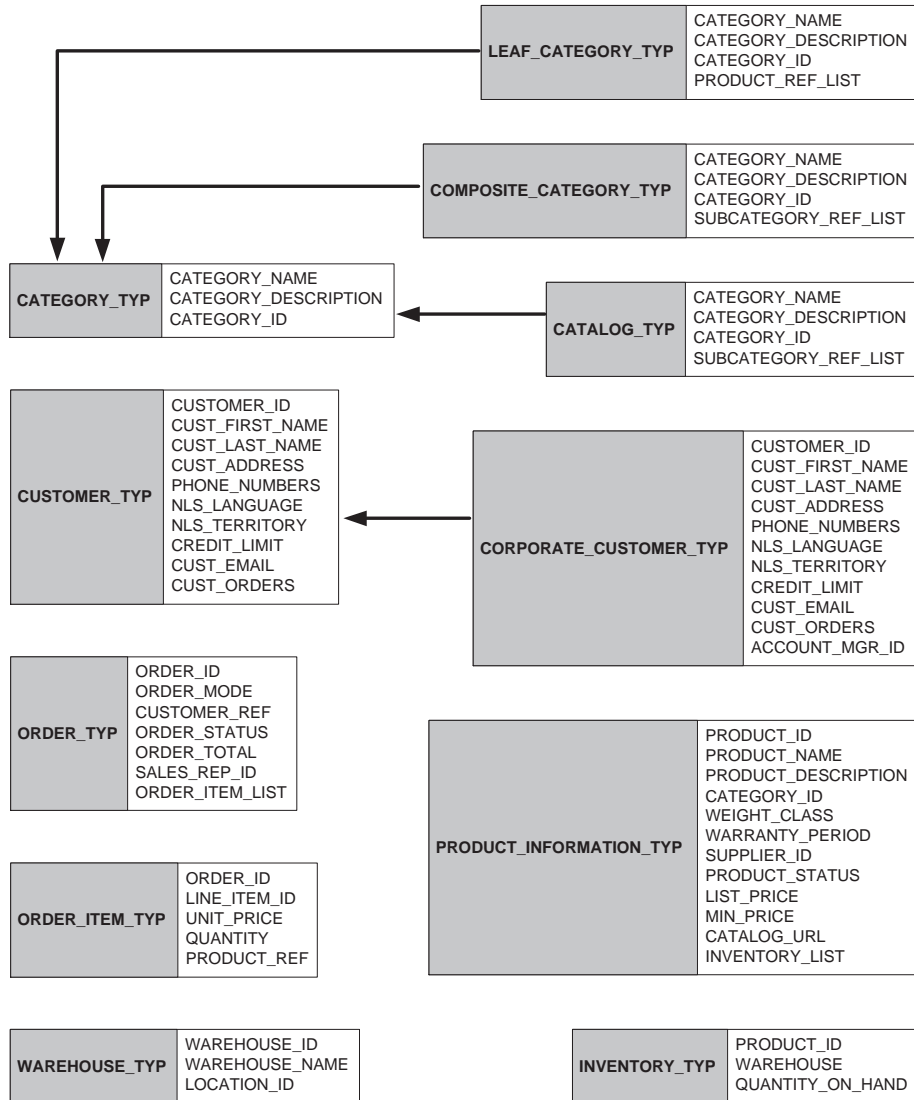 LEAF_CATEGORY_TYP
CATEGORY_NAME
CATEGORY_DESCRIPTION
CATEGORY_ID
PRODUCT_REF_LIST
COMPOSITE_CATEGORY_TYP
CATEGORY_NAME
CATEGORY_DESCRIPTION
CATEGORY_ID
SUBCATEGORY_REF_LIST
CATEGORY_TYP
CATEGORY_NAME
CATEGORY_DESCRIPTION
CATEGORY_ID
CATALOG_TYP
CATEGORY_NAME
CATEGORY_DESCRIPTION
CATEGORY_ID
SUBCATEGORY_REF_LIST
CUSTOMER_TYP
CUSTOMER_ID
CUST_FIRST_NAME
CUST_LAST_NAME
CUST_ADDRESS
PHONE_NUMBERS
NLS_LANGUAGE
NLS_TERRITORY
CREDIT_LIMIT
CUST_EMAIL
CUST_ORDERS
CORPORATE_CUSTOMER_TYP
CUSTOMER_ID
CUST_FIRST_NAME
CUST_LAST_NAME
CUST_ADDRESS
PHONE_NUMBERS
NLS_LANGUAGE
NLS_TERRITORY
CREDIT_LIMIT
CUST_EMAIL
CUST_ORDERS
ACCOUNT_MGR_ID
ORDER_TYP
ORDER_ID
ORDER_MODE
CUSTOMER_REF
ORDER_STATUS
ORDER_TOTAL
SALES_REP_ID
ORDER_ITEM_LIST
PRODUCT_INFORMATION_TYP
PRODUCT_ID
PRODUCT_NAME
PRODUCT_DESCRIPTION
CATEGORY_ID
WEIGHT_CLASS
WARRANTY_PERIOD
SUPPLIER_ID
PRODUCT_STATUS
LIST_PRICE
MIN_PRICE
CATALOG_URL
INVENTORY_LIST
ORDER_ITEM_TYP
ORDER_ID
LINE_ITEM_ID
UNIT_PRICE
QUANTITY
PRODUCT_REF
WAREHOUSE_TYP
WAREHOUSE_ID
WAREHOUSE_NAME
LOCATION_ID
INVENTORY_TYP
PRODUCT_ID
WAREHOUSE
QUANTITY_ON_HAND